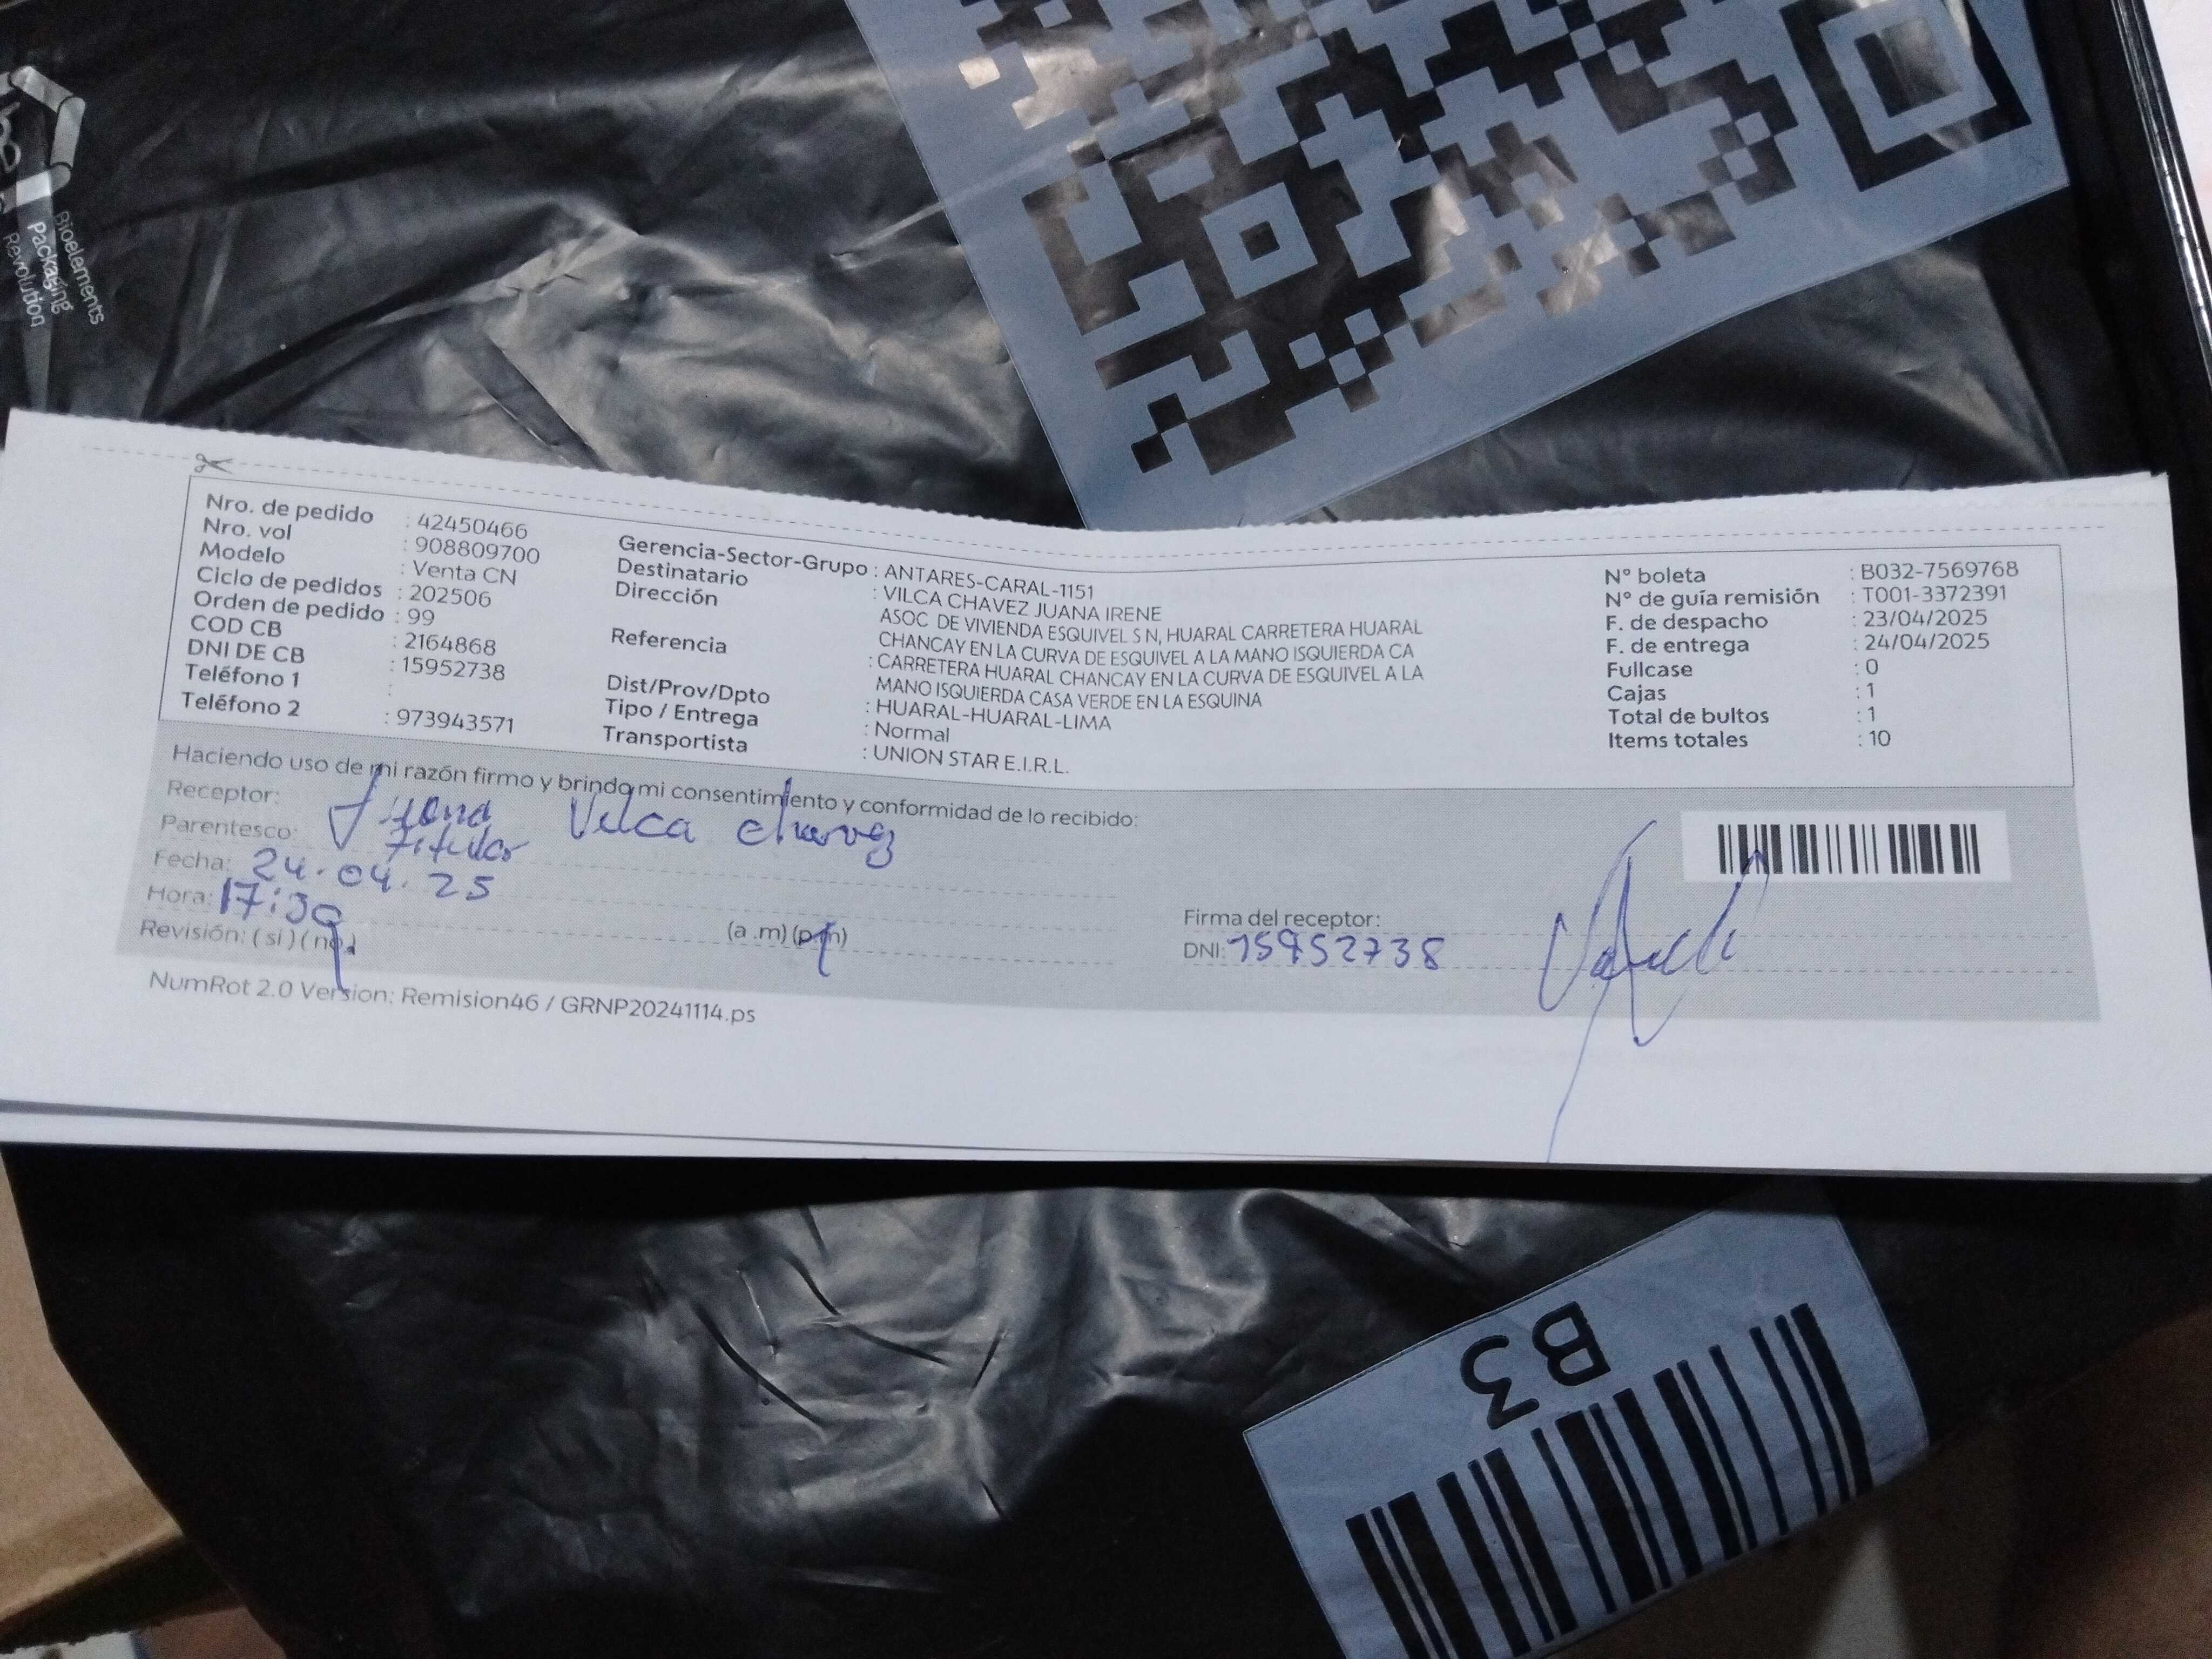 Bioelements
Packaging
Revolution
Nro. de pedido : 42450466
Nro. vol : 908809700
Modelo : Venta CN
Ciclo de pedidos : 202506
Orden de pedido : 99
COD CB : 2164868
DNI DE CB : 15952738
Teléfono 1 :
Teléfono 2 : 973943571
Gerencia-Sector-Grupo : ANTARES-CARAL-1151
Destinatario : VILCA CHAVEZ JUANA IRENE
Dirección ASOC DE VIVIENDA ESQUIVEL S N, HUARAL CARRETERA HUARAL
CHANCAY EN LA CURVA DE ESQUIVEL A LA MANO ISQUIERDA CA
Referencia : CARRETERA HUARAL CHANCAY EN LA CURVA DE ESQUIVEL A LA
MANO ISQUIERDA CASA VERDE EN LA ESQUINA
Dist/Prov/Dpto : HUARAL-HUARAL-LIMA
Tipo / Entrega : Normal
Transportista : UNION STAR E.I.R.L.
N° boleta : B032-7569768
N° de guía remisión : T001-3372391
F. de despacho : 23/04/2025
F. de entrega : 24/04/2025
Fullcase : 0
Cajas : 1
Total de bultos : 1
Items totales : 10
Haciendo uso de mi razón firmo y brindo mi consentimiento y conformidad de lo recibido:
Receptor: Juana Vilca chavez
Parentesco: Titular
Fecha: 24.04.25
Hora: 17:30 (a .m) (p.m)
Revisión: ( si ) ( no )
Firma del receptor:
DNI: 15952738
NumRot 2.0 Version: Remision46 / GRNP20241114.ps
B3